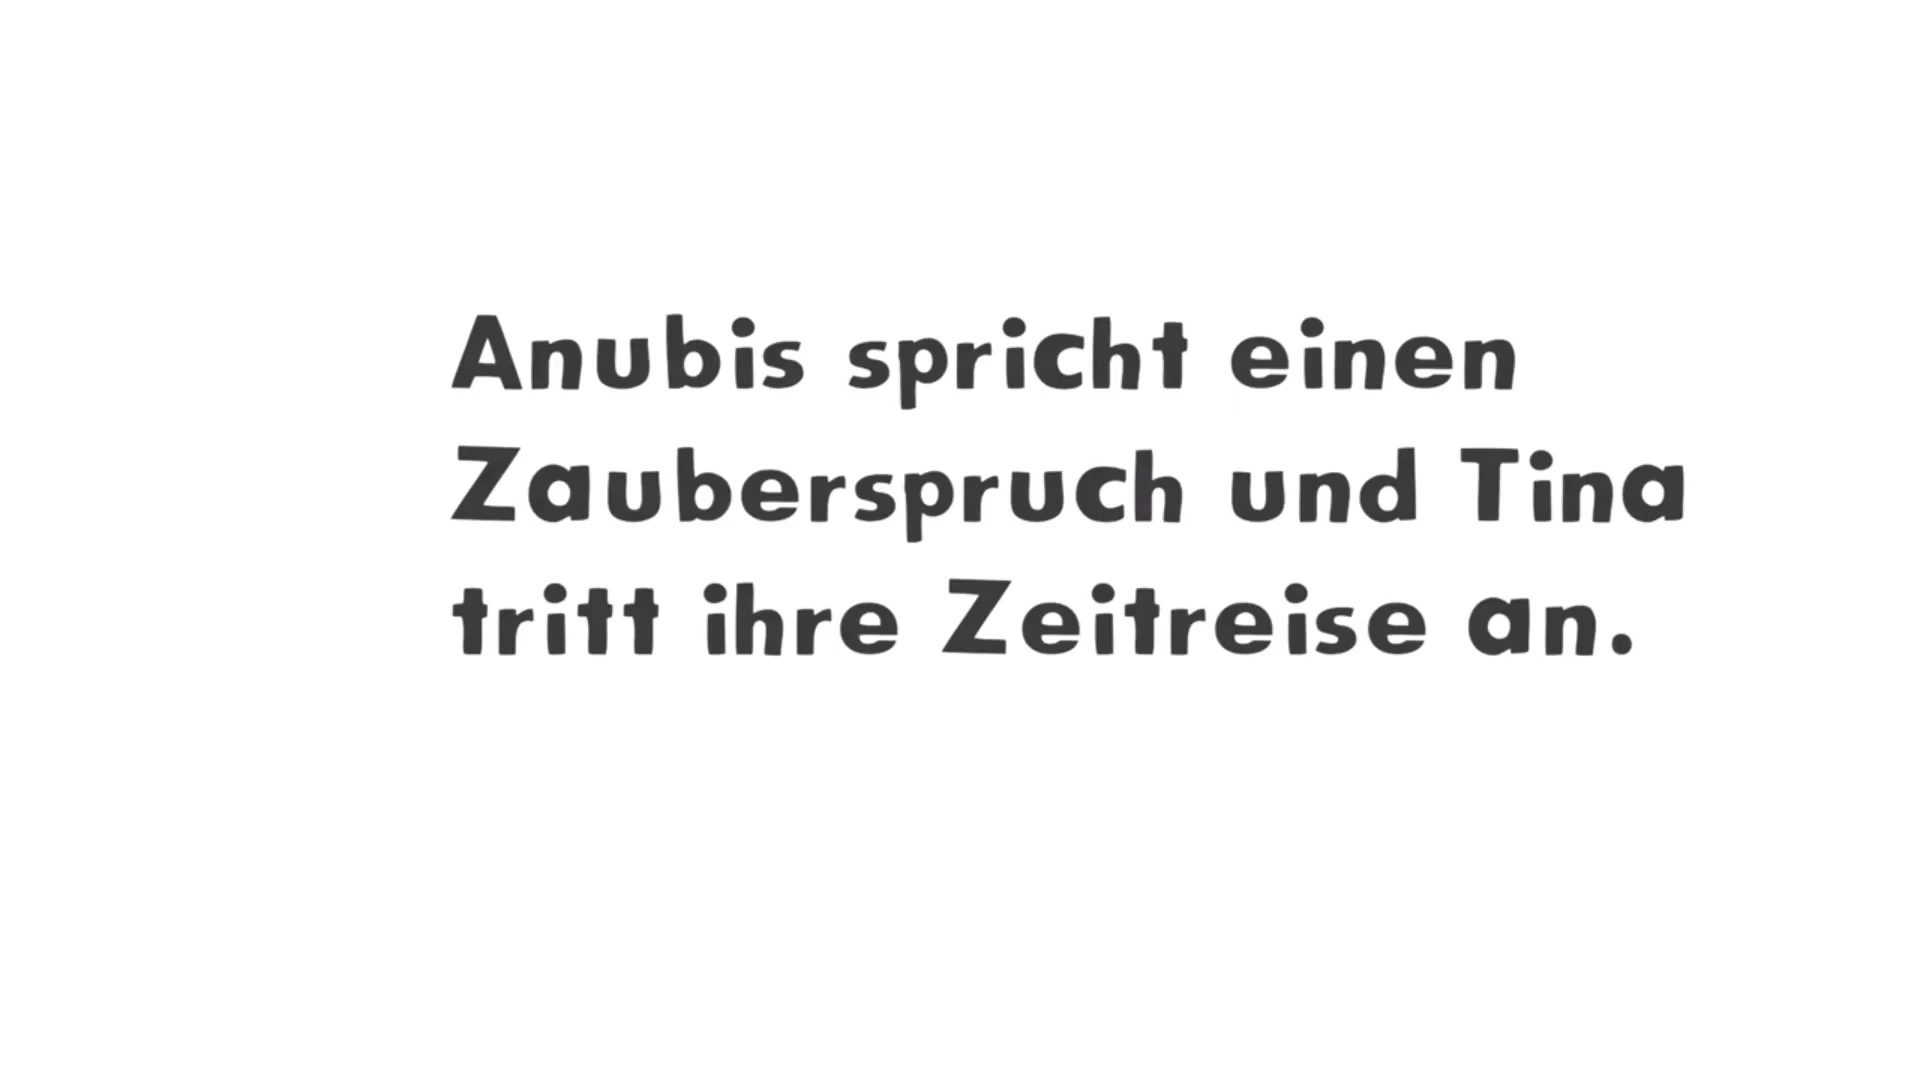 Anubis spricht einen
Zauberspruch und Tina
tritt ihre Zeitreise an.